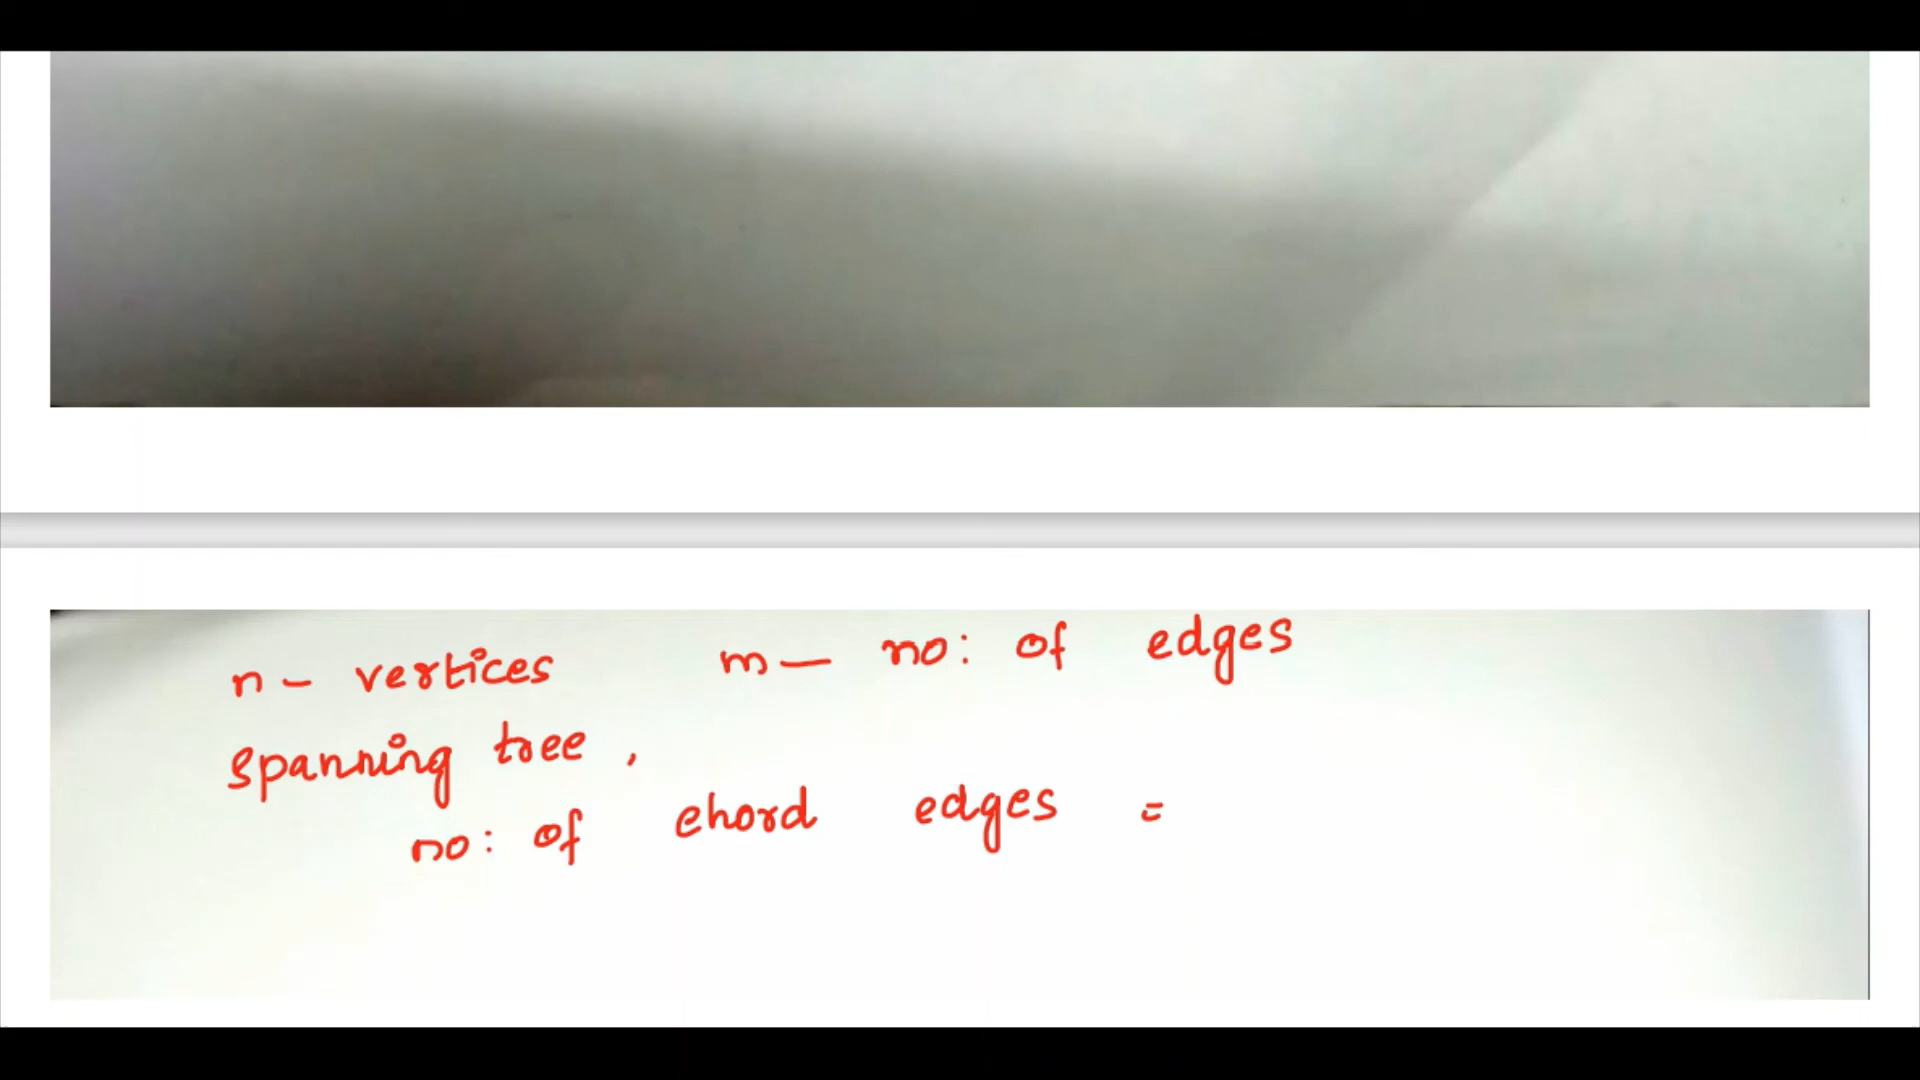 n - vertices m - no: of edges
spanning tree,
no: of chord edges =